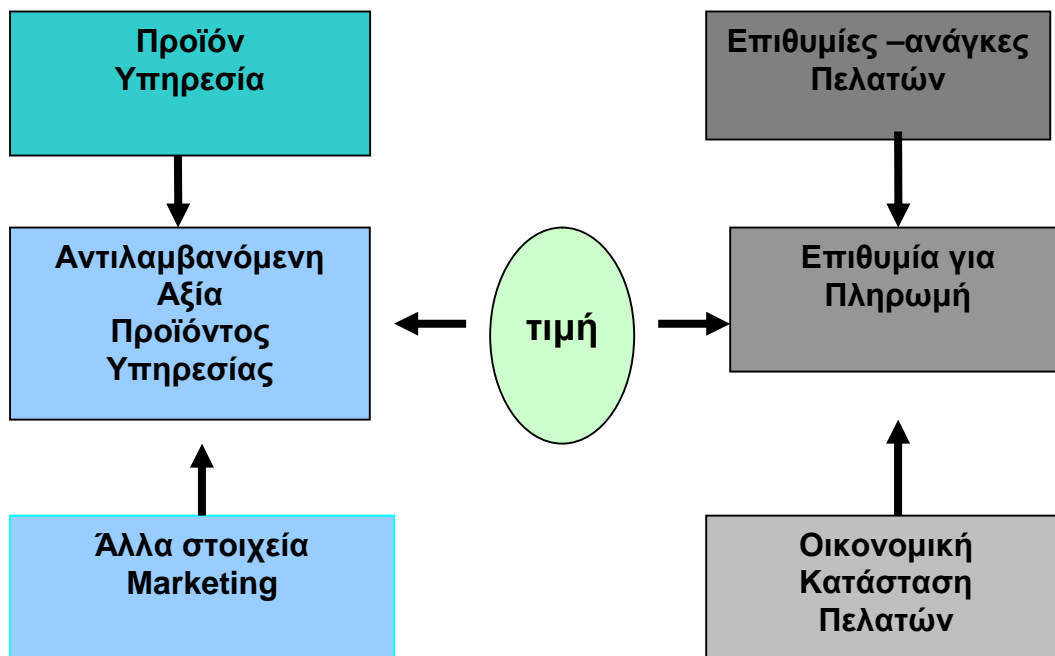 Προϊόν
Υπηρεσία
Επιθυμίες –ανάγκες
Πελατών
Αντιλαμβανόμενη
Αξία
Προϊόντος
Υπηρεσίας
τιμή
Επιθυμία για
Πληρωμή
Άλλα στοιχεία
Marketing
Οικονομική
Κατάσταση
Πελατών